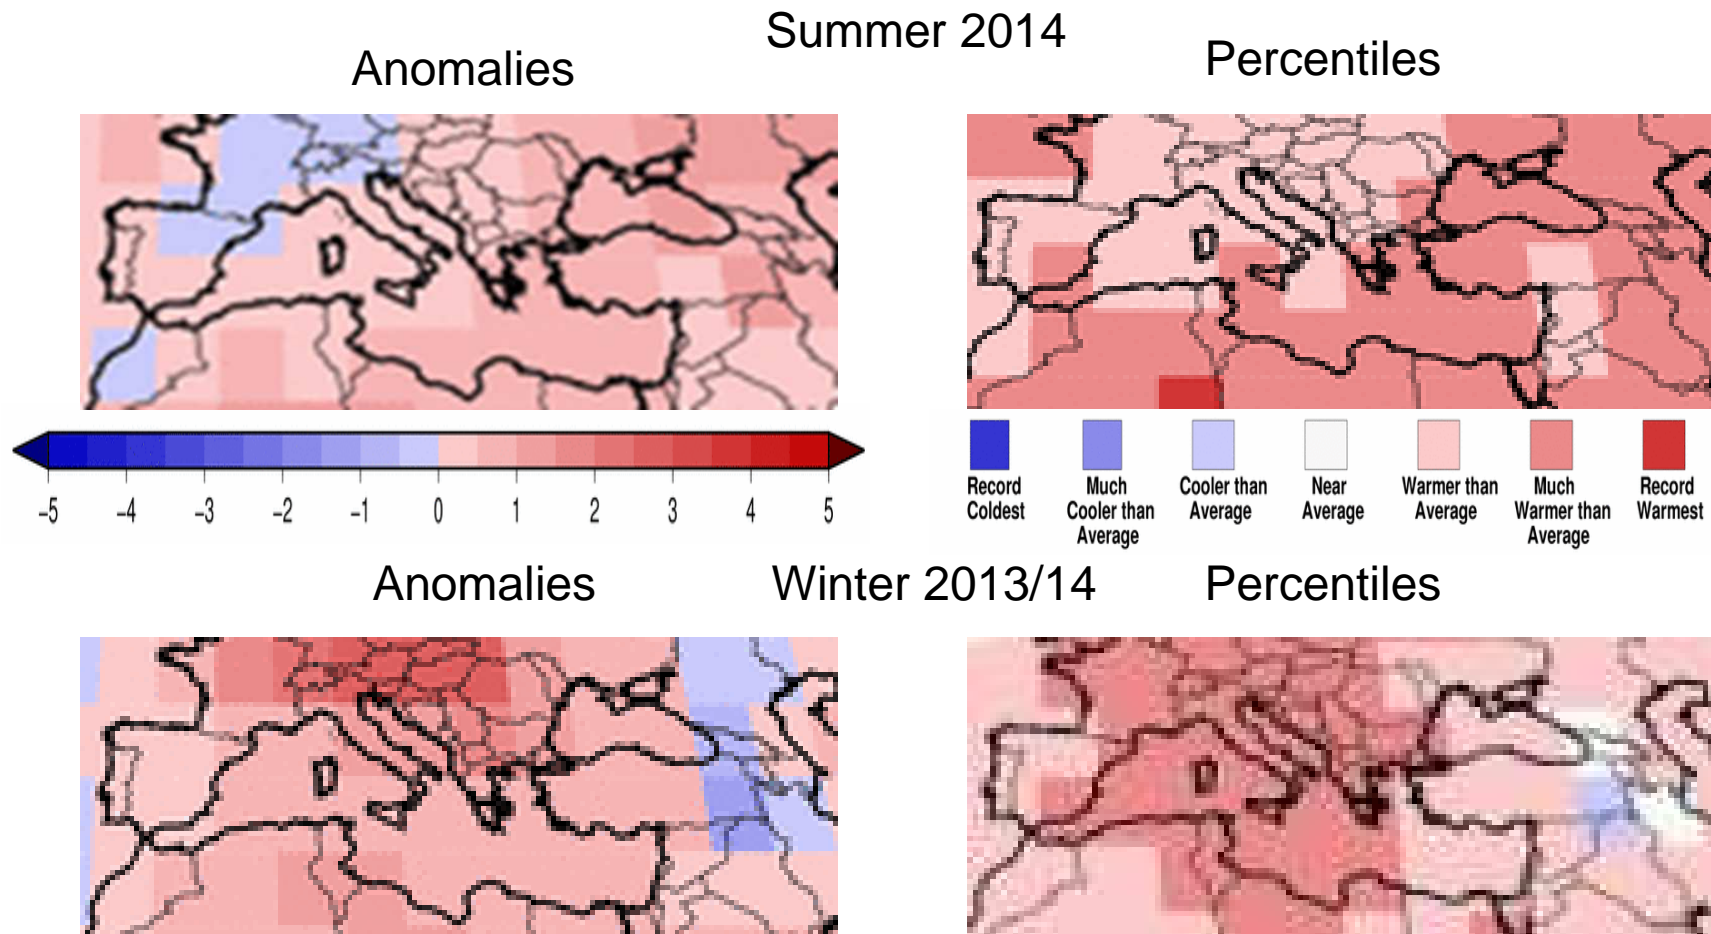 Summer 2014
Anomalies
Percentiles
−5 −4 −3 −2 −1 0 1 2 3 4 5
Record Coldest
Much Cooler than Average
Cooler than Average
Near Average
Warmer than Average
Much Warmer than Average
Record Warmest
Anomalies
Winter 2013/14
Percentiles